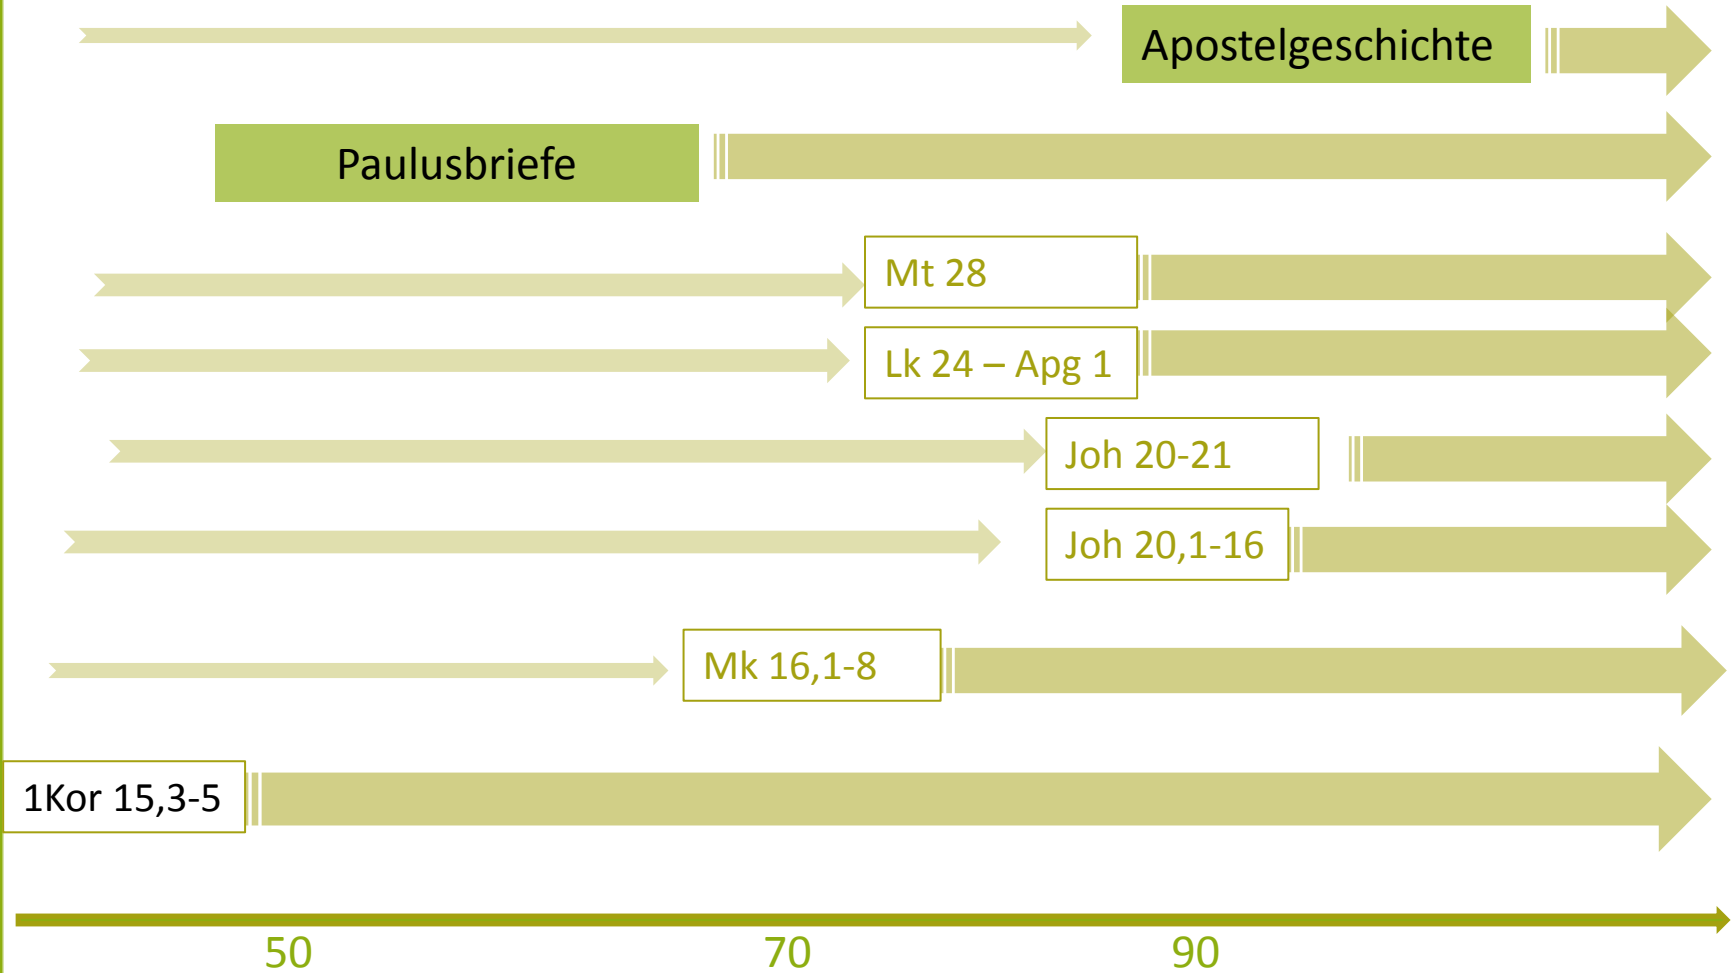 Apostelgeschichte
Paulusbriefe
Mt 28
Lk 24 – Apg 1
Joh 20-21
Joh 20,1-16
Mk 16,1-8
1Kor 15,3-5
50 70 90